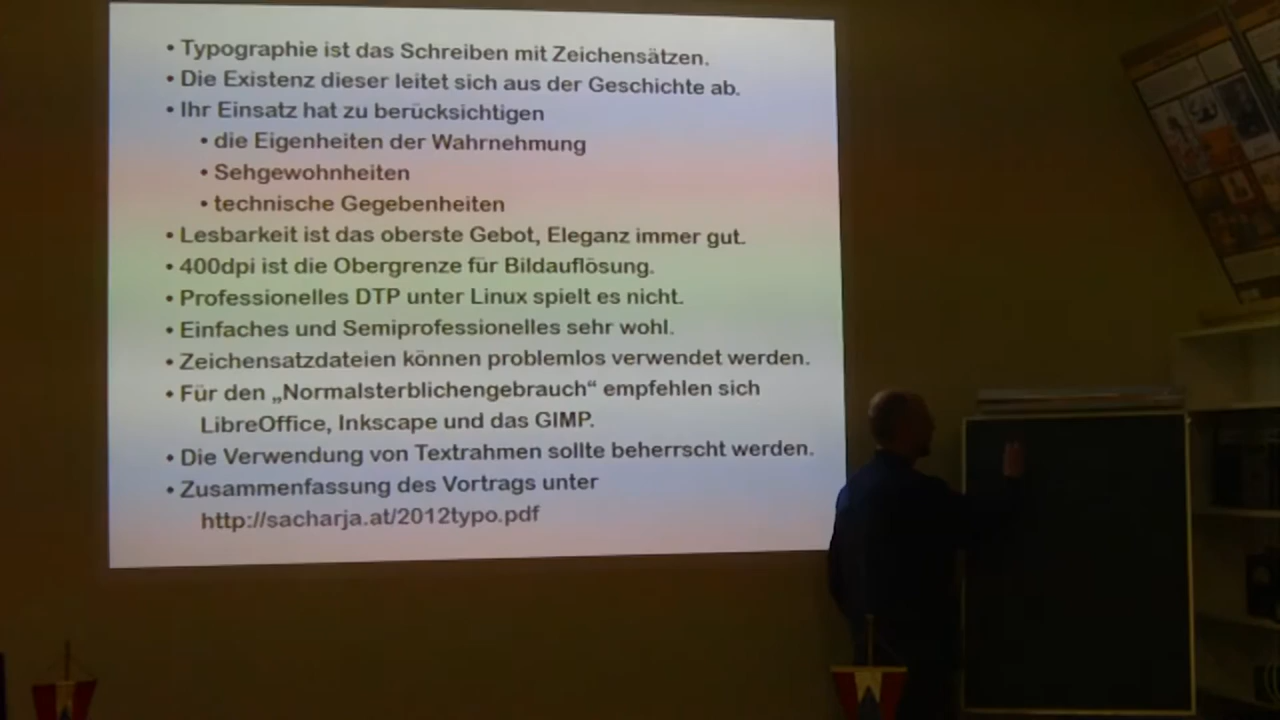 • Typographie ist das Schreiben mit Zeichensätzen.
• Die Existenz dieser leitet sich aus der Geschichte ab.
• Ihr Einsatz hat zu berücksichtigen
• die Eigenheiten der Wahrnehmung
• Sehgewohnheiten
• technische Gegebenheiten
• Lesbarkeit ist das oberste Gebot, Eleganz immer gut.
• 400dpi ist die Obergrenze für Bildauflösung.
• Professionelles DTP unter Linux spielt es nicht.
• Einfaches und Semiprofessionelles sehr wohl.
• Zeichensatzdateien können problemlos verwendet werden.
• Für den „Normalsterblichengebrauch“ empfehlen sich
LibreOffice, Inkscape und das GIMP.
• Die Verwendung von Textrahmen sollte beherrscht werden.
• Zusammenfassung des Vortrags unter
http://sacharja.at/2012typo.pdf